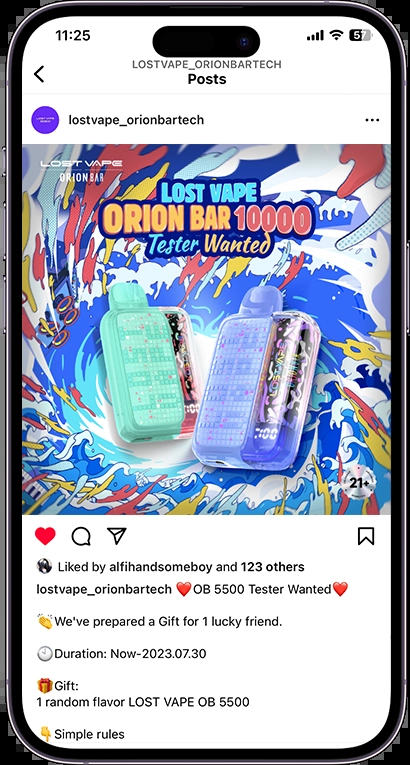 11:25
57
LOSTVAPE_ORIONBARTECH
Posts
lostvape_orionbartech
LOST VAPE
ORION BAR
LOST VAPE
ORION BAR 10000
Tester Wanted
21+
Liked by alfihandsomeboy and 123 others
lostvape_orionbartech ❤️OB 5500 Tester Wanted❤️
👏We've prepared a Gift for 1 lucky friend.
🕙Duration: Now-2023.07.30
🎁Gift:
1 random flavor LOST VAPE OB 5500
👇Simple rules